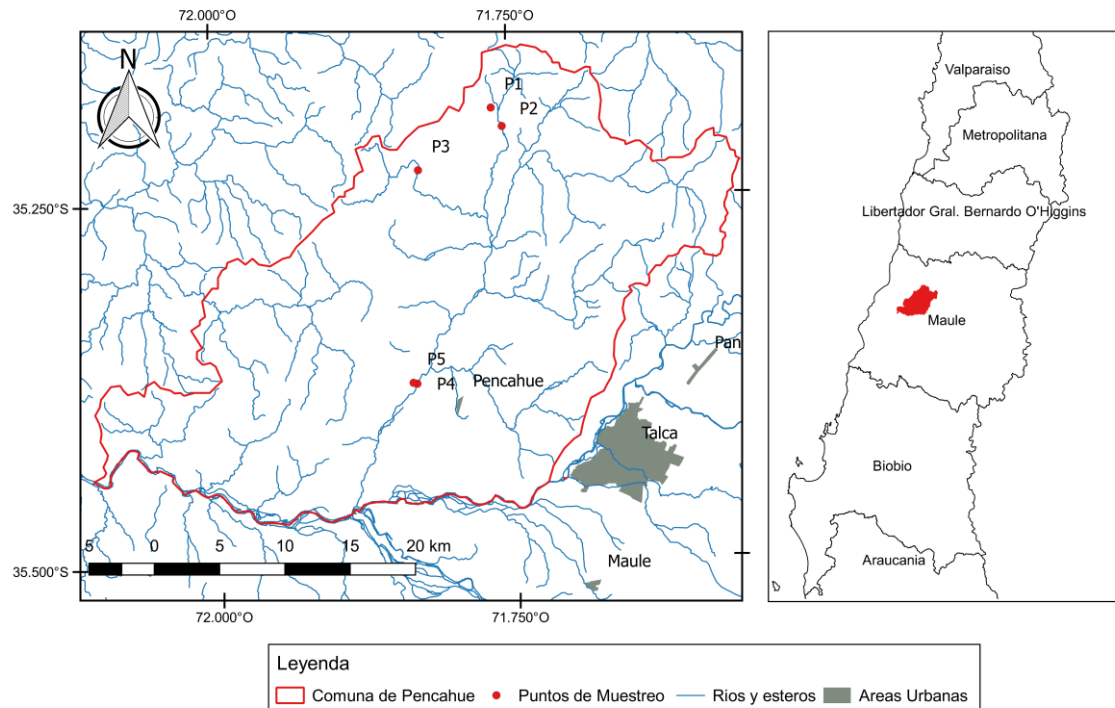 72.000°O
71.750°O
N
P1
P2
P3
35.250°S
P5
P4
Pencahue
Pan
Talca
5 0 5 10 15 20 km
Maule
35.500°S
72.000°O
71.750°O
Valparaiso
Metropolitana
Libertador Gral. Bernardo O'Higgins
Maule
Biobio
Araucania
Leyenda
Comuna de Pencahue
Puntos de Muestreo
Rios y esteros
Areas Urbanas